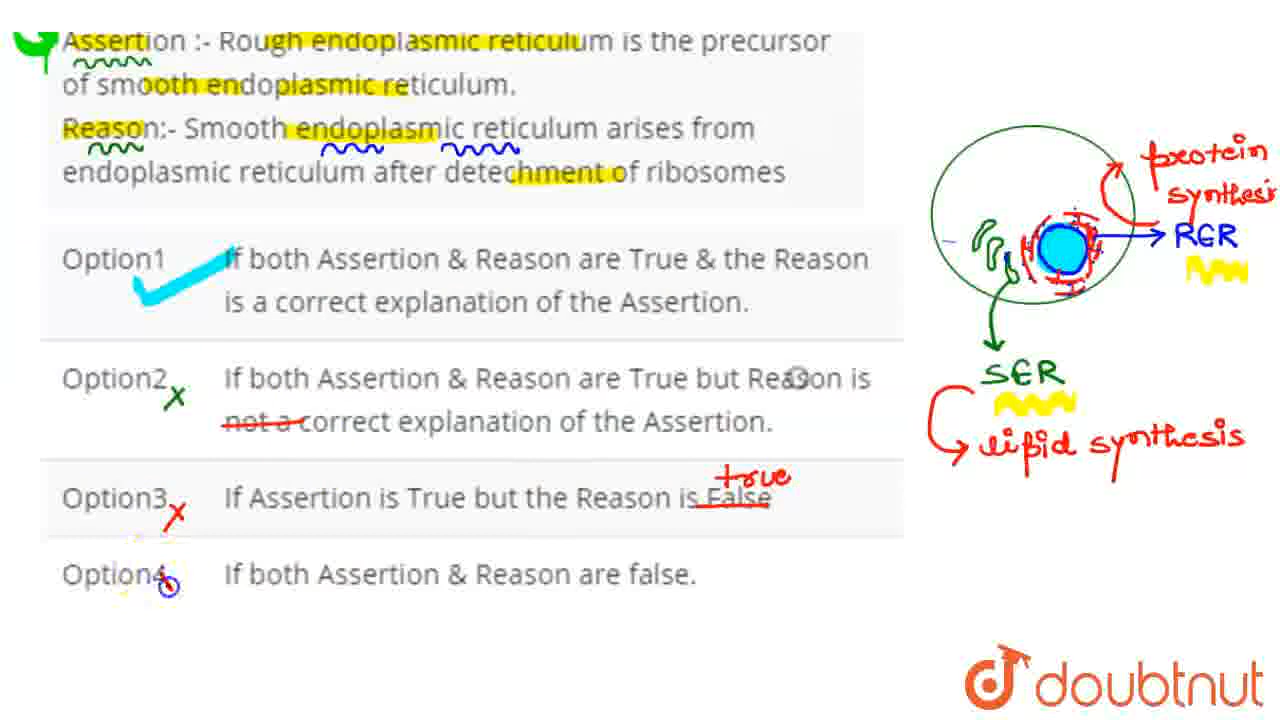 Assertion :- Rough endoplasmic reticulum is the precursor
of smooth endoplasmic reticulum.
Reason:- Smooth endoplasmic reticulum arises from
endoplasmic reticulum after detechment of ribosomes
Option1 If both Assertion & Reason are True & the Reason
is a correct explanation of the Assertion.
Option2 If both Assertion & Reason are True but Reason is
not a correct explanation of the Assertion.
true
Option3 If Assertion is True but the Reason is False
Option4 If both Assertion & Reason are false.
protein
synthesis
RER
SER
lipid synthesis
doubtnut